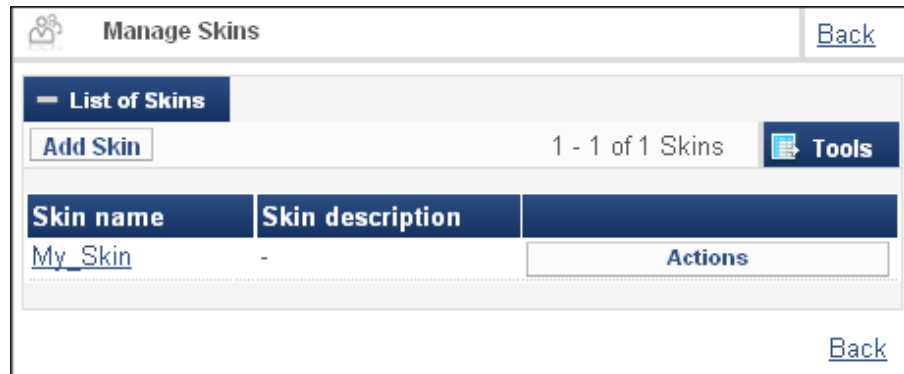 Manage Skins Back
List of Skins
Add Skin 1 - 1 of 1 Skins Tools
Skin name Skin description
My_Skin - Actions
Back